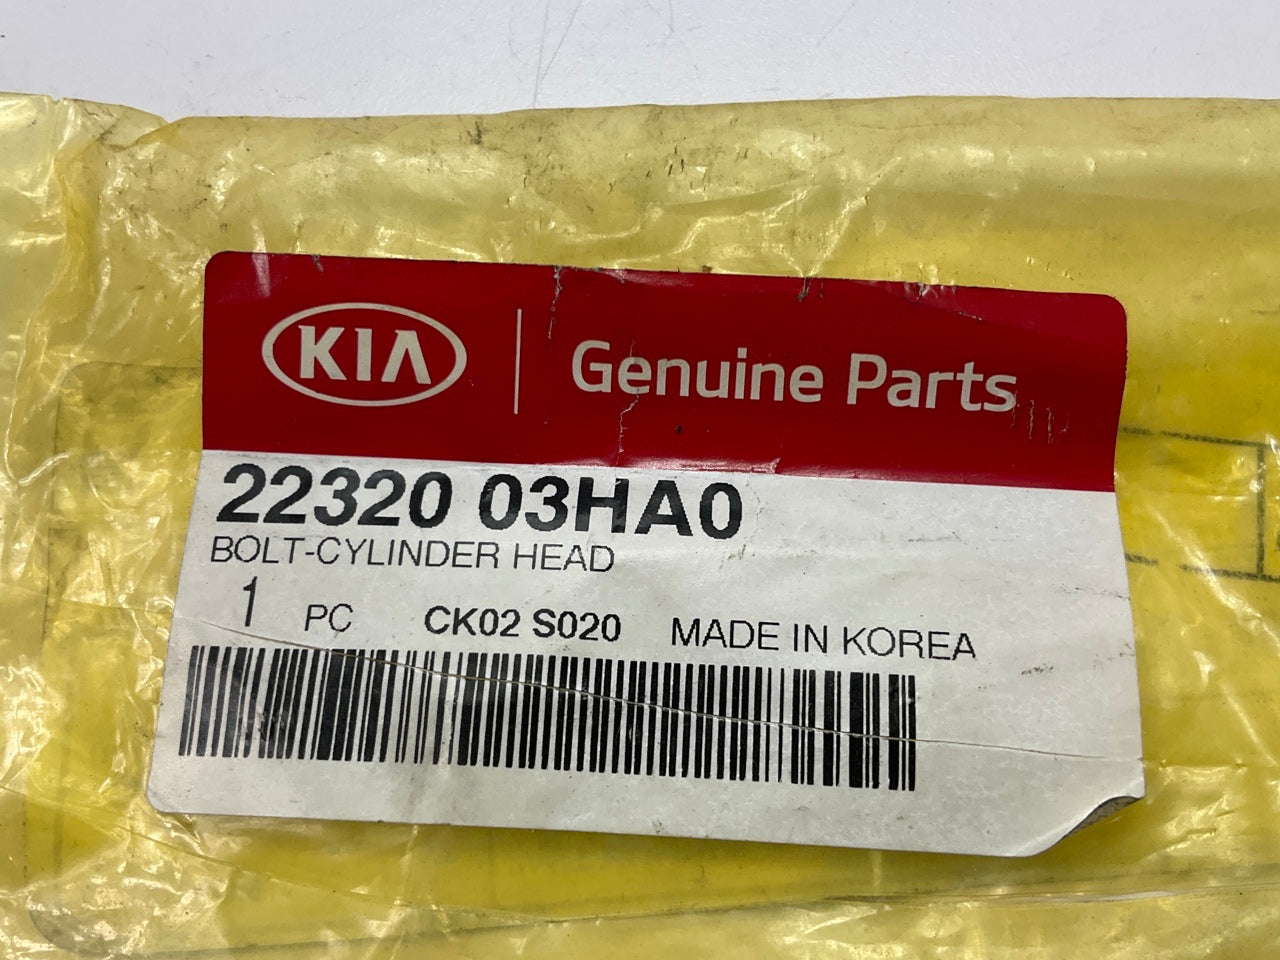 KIA Genuine Parts
22320 03HA0
BOLT-CYLINDER HEAD
1 PC CK02 S020 MADE IN KOREA